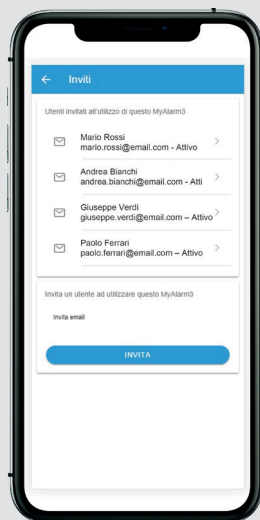 Inviti
Utenti invitati all'utilizzo di questo MyAlarm3
Mario Rossi
mario.rossi@email.com - Attivo
Andrea Bianchi
andrea.bianchi@email.com - Atti
Giuseppe Verdi
giuseppe.verdi@email.com – Attivo
Paolo Ferrari
paolo.ferrari@email.com – Attivo
Invita un utente ad utilizzare questo MyAlarm3
Invita email
INVITA